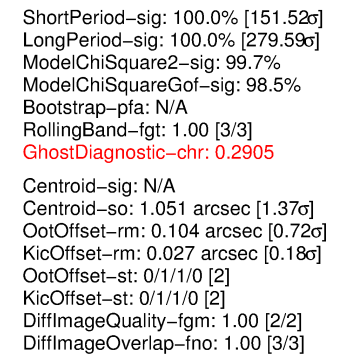 ShortPeriod−sig: 100.0% [151.52σ]
LongPeriod−sig: 100.0% [279.59σ]
ModelChiSquare2−sig: 99.7%
ModelChiSquareGof−sig: 98.5%
Bootstrap−pfa: N/A
RollingBand−fgt: 1.00 [3/3]
GhostDiagnostic−chr: 0.2905
Centroid−sig: N/A
Centroid−so: 1.051 arcsec [1.37σ]
OotOffset−rm: 0.104 arcsec [0.72σ]
KicOffset−rm: 0.027 arcsec [0.18σ]
OotOffset−st: 0/1/1/0 [2]
KicOffset−st: 0/1/1/0 [2]
DiffImageQuality−fgm: 1.00 [2/2]
DiffImageOverlap−fno: 1.00 [3/3]